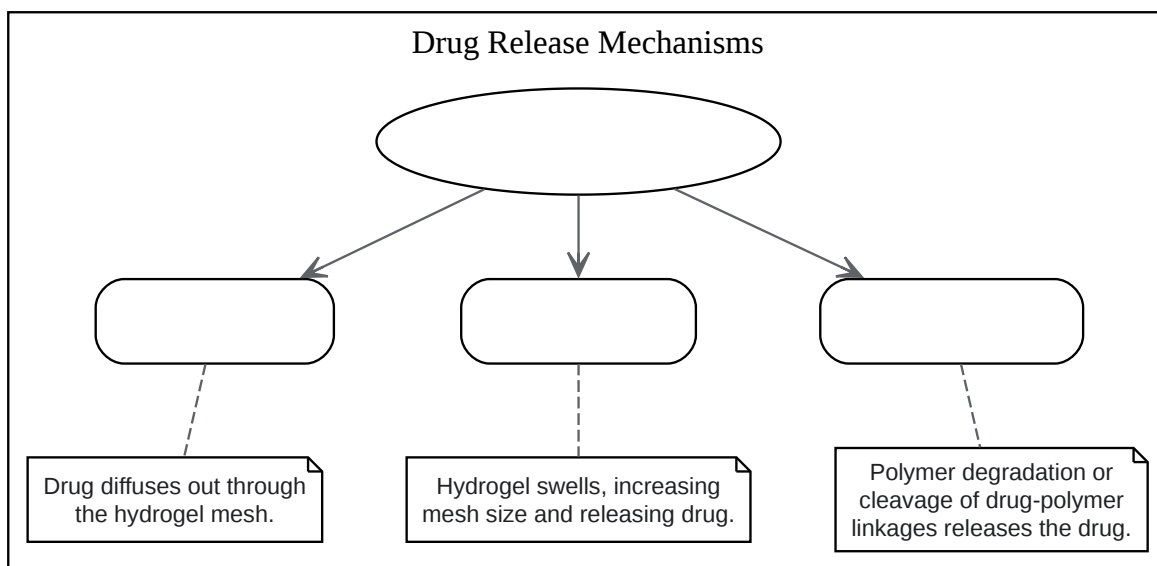 Drug Release Mechanisms
Drug diffuses out through
the hydrogel mesh.
Hydrogel swells, increasing
mesh size and releasing drug.
Polymer degradation or
cleavage of drug-polymer
linkages releases the drug.